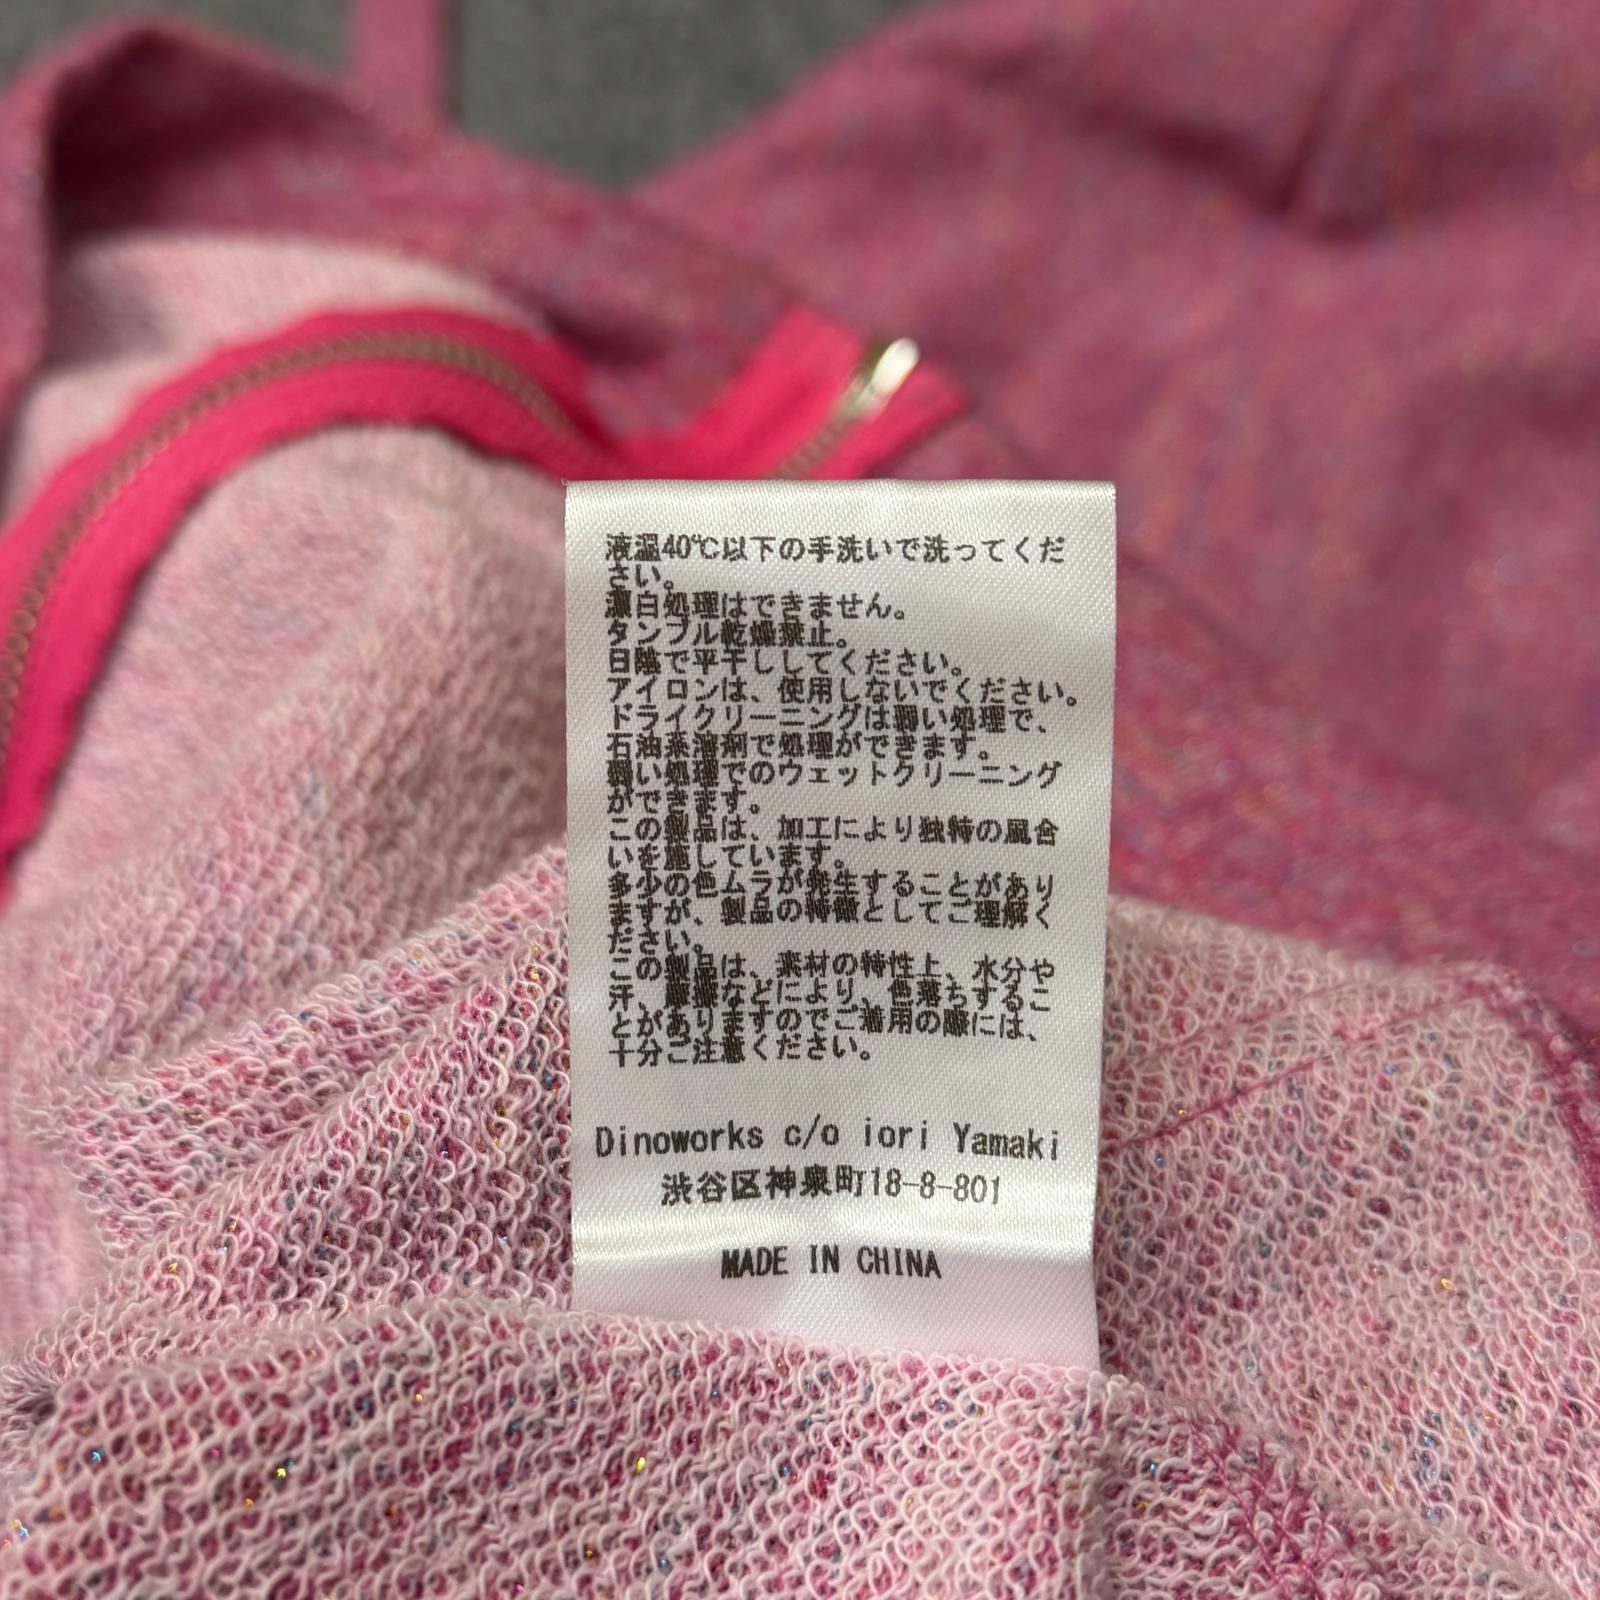 液温40℃以下の手洗いで洗ってくだ
さい。
漂白処理はできません。
タンブル乾燥禁止。
日陰で平干ししてください。
アイロンは、使用しないでください。
ドライクリーニングは弱い処理で、
石油系溶剤で処理ができます。
弱い処理でのウェットクリーニング
ができます。
この製品は、加工により独特の風合
いを施しています。
多少の色ムラが発生することがあり
ますが、製品の特徴としてご理解く
ださい。
この製品は、素材の特性上、水分や
汗、摩擦などにより、色落ちするこ
とがありますのでご着用の際には、
十分ご注意ください。
Dinoworks c/o iori Yamaki
渋谷区神泉町18-8-801
MADE IN CHINA